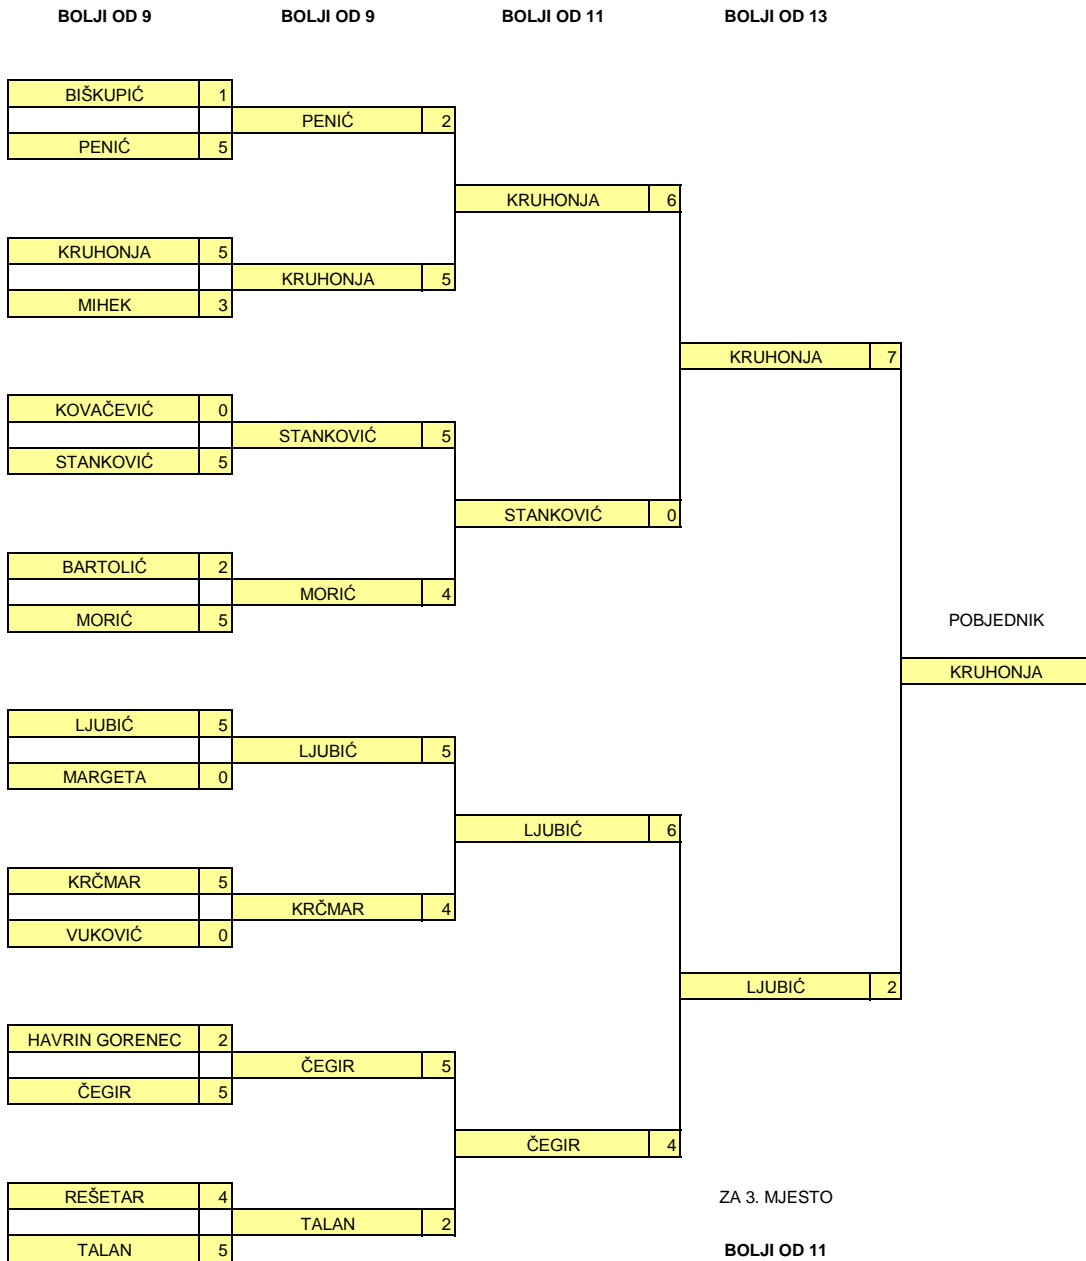 BOLJI OD 9 BOLJI OD 9 BOLJI OD 11 BOLJI OD 13
BIŠKUPIĆ 1
PENIĆ 2
PENIĆ 5
KRUHONJA 6
KRUHONJA 5
KRUHONJA 5
MIHEK 3
KRUHONJA 7
KOVAČEVIĆ 0
STANKOVIĆ 5
STANKOVIĆ 5
STANKOVIĆ 0
BARTOLIĆ 2
MORIĆ 4
MORIĆ 5 POBJEDNIK
KRUHONJA
LJUBIĆ 5
LJUBIĆ 5
MARGETA 0
LJUBIĆ 6
KRČMAR 5
KRČMAR 4
VUKOVIĆ 0
LJUBIĆ 2
HAVRIN GORENEC 2
ČEGIR 5
ČEGIR 5
ČEGIR 4
REŠETAR 4 ZA 3. MJESTO
TALAN 2
TALAN 5 BOLJI OD 11